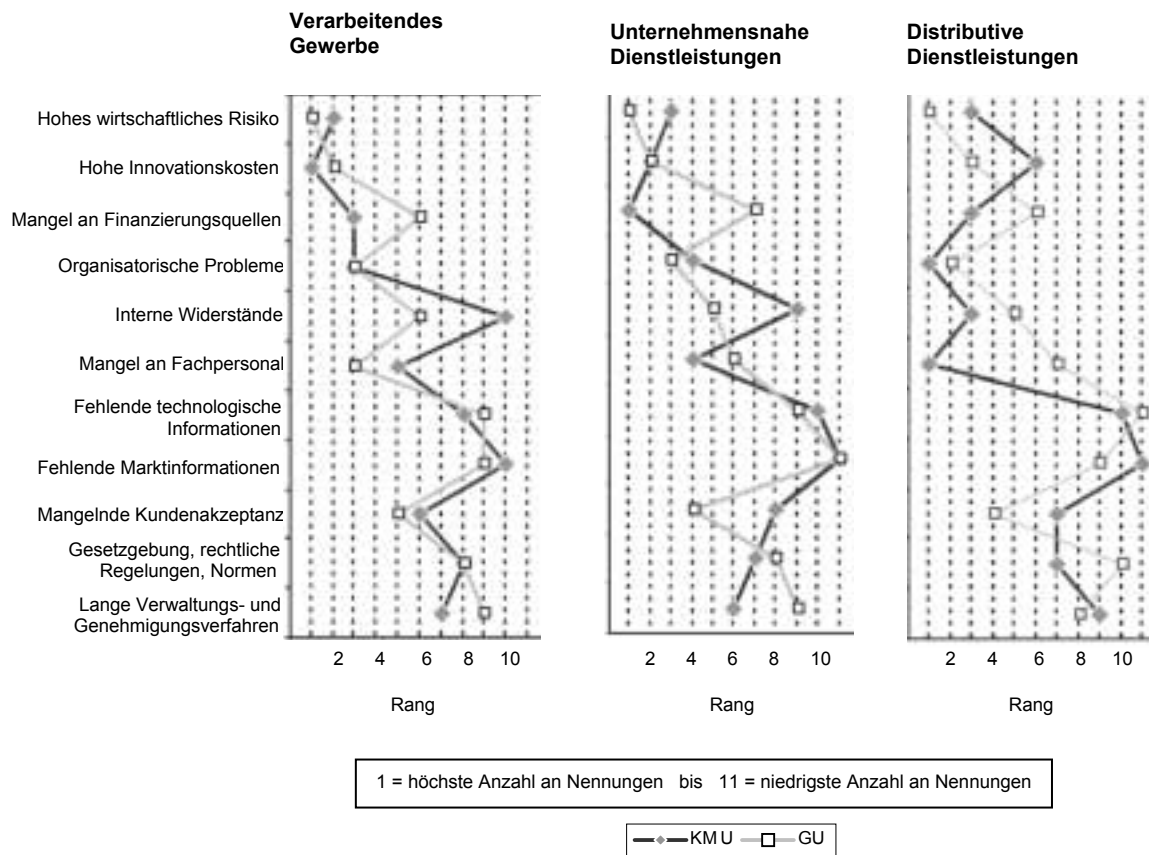 Verarbeitendes
Gewerbe
Unternehmensnahe
Dienstleistungen
Distributive
Dienstleistungen
Hohes wirtschaftliches Risiko
Hohe Innovationskosten
Mangel an Finanzierungsquellen
Organisatorische Probleme
Interne Widerstände
Mangel an Fachpersonal
Fehlende technologische
Informationen
Fehlende Marktinformationen
Mangelnde Kundenakzeptanz
Gesetzgebung, rechtliche
Regelungen, Normen
Lange Verwaltungs- und
Genehmigungsverfahren
2 4 6 8 10
2 4 6 8 10
2 4 6 8 10
Rang
Rang
Rang
1 = höchste Anzahl an Nennungen bis 11 = niedrigste Anzahl an Nennungen
KMU GU